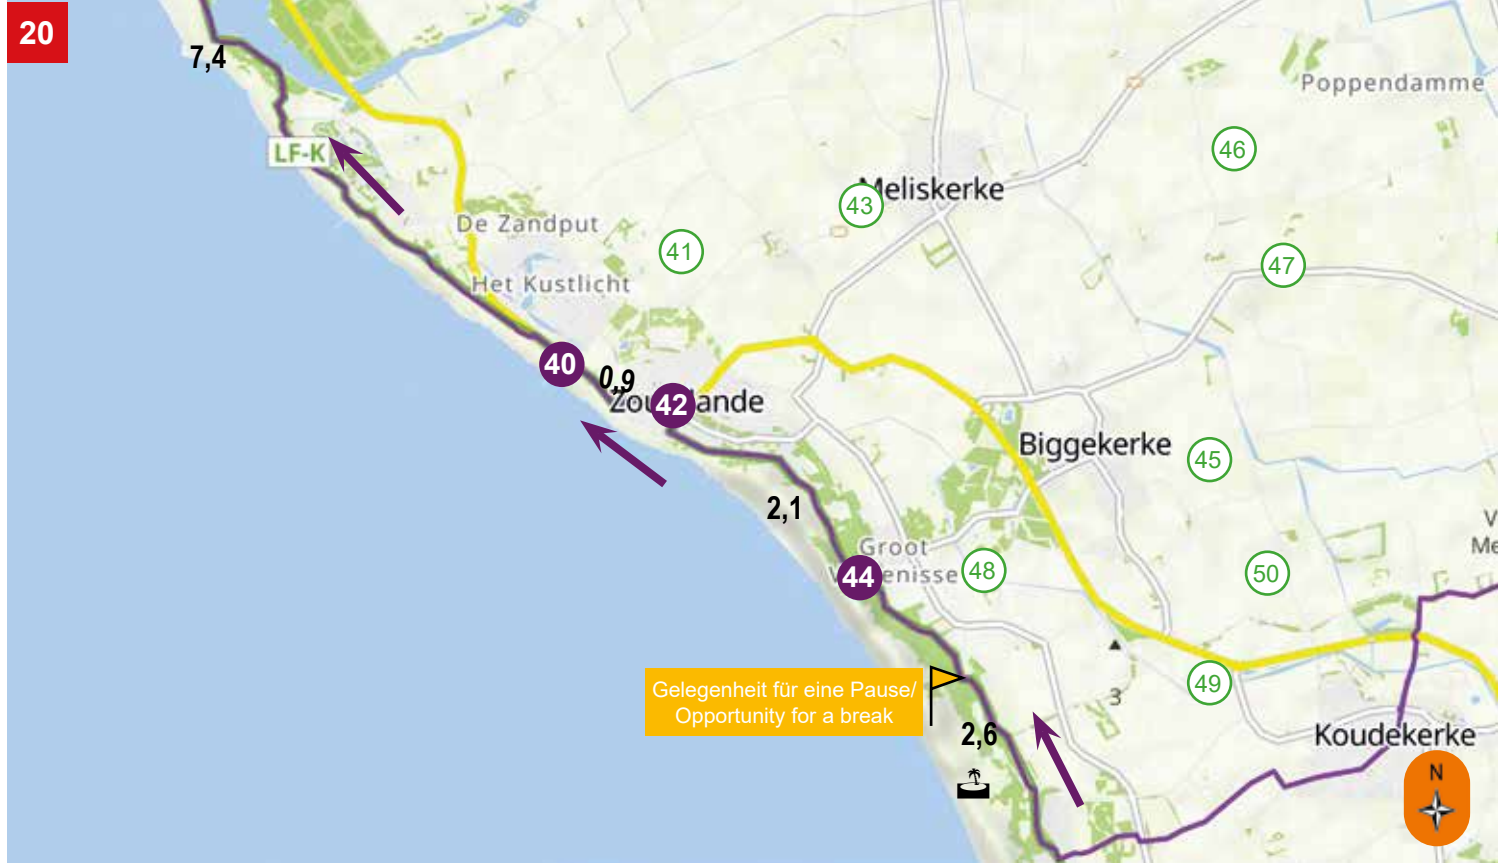 20
7,4
Poppendamme
LF-K
46
43
Meliskerke
De Zandput
41
47
Het Kustlicht
40
0,9
42
Biggekerke
45
2,1
Groot
44
48
50
49
Gelegenheit für eine Pause/
Opportunity for a break
3
2,6
Koudekerke
N